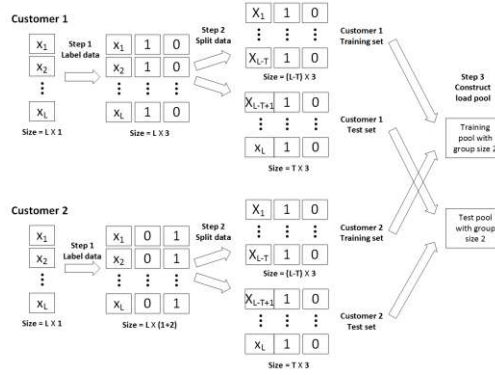 Customer 1
Step 1
Label data
Step 2
Split data
x1
x2
xL
Size = L X 1
x1 1 0
x2 1 0
xL 1 0
Size = L X 3
X1 1 0
XL-T 1 0
Size = (L-T) X 3
Customer 1
Training set
XL-T+1 1 0
xL 1 0
Size = T X 3
Customer 1
Test set
Customer 2
Step 1
Label data
Step 2
Split data
x1
x2
xL
Size = L X 1
x1 0 1
x2 0 1
xL 0 1
Size = L X (1+2)
X1 1 0
XL-T 1 0
Size = (L-T) X 3
Customer 2
Training set
XL-T+1 1 0
xL 1 0
Size = T X 3
Customer 2
Test set
Step 3
Construct
load pool
Training
pool with
group size 2
Test pool
with group
size 2